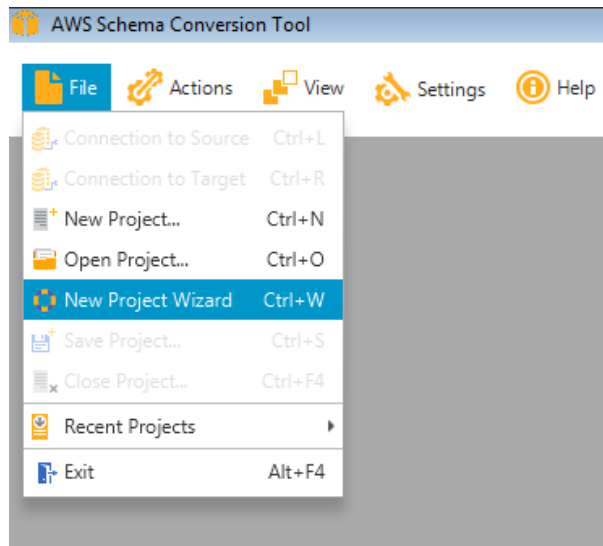 AWS Schema Conversion Tool
File Actions View Settings Help
Connection to Source Ctrl+L
Connection to Target Ctrl+R
New Project... Ctrl+N
Open Project... Ctrl+O
New Project Wizard Ctrl+W
Save Project... Ctrl+S
Close Project... Ctrl+F4
Recent Projects
Exit Alt+F4